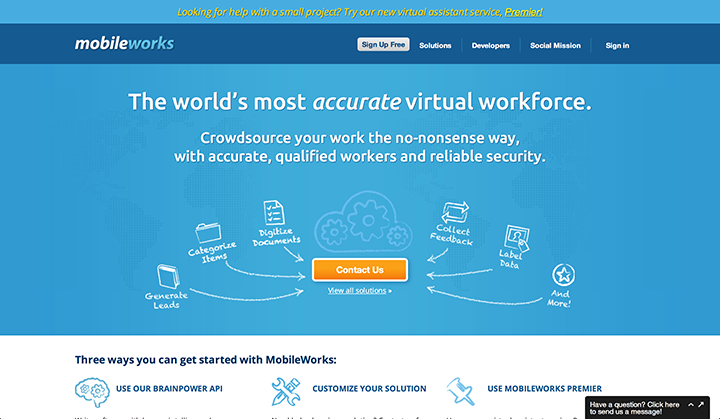 Looking for help with a small project? Try our new virtual assistant service, Premier!
mobileworks
Sign Up Free
Solutions
Developers
Social Mission
Sign in
The world's most accurate virtual workforce.
Crowdsource your work the no-nonsense way,
with accurate, qualified workers and reliable security.
Generate
Leads
Categorize
Items
Digitize
Documents
Collect
Feedback
Label
Data
And
More!
Contact Us
View all solutions »
Three ways you can get started with MobileWorks:
USE OUR BRAINPOWER API
CUSTOMIZE YOUR SOLUTION
USE MOBILEWORKS PREMIER
Have a question? Click here
to send us a message!